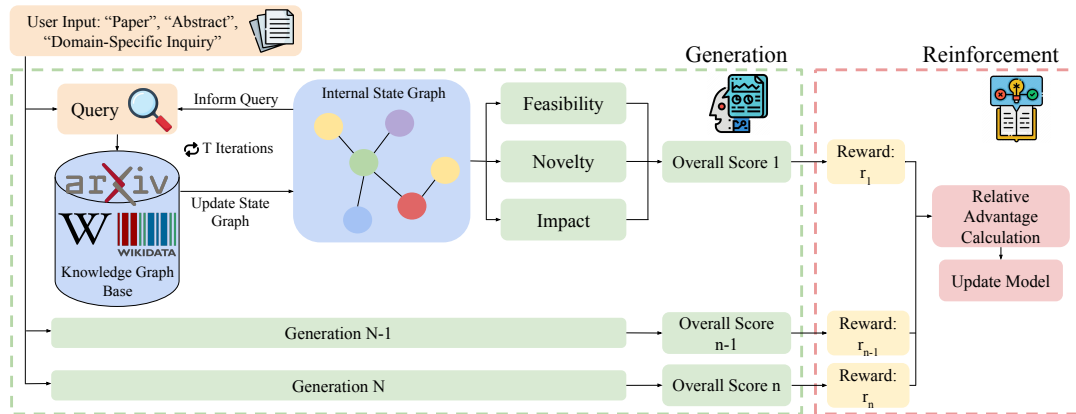 User Input: “Paper”, “Abstract”,
“Domain-Specific Inquiry”
Generation
Reinforcement
Query
Inform Query
T Iterations
Update State
Graph
arXiv
W
WIKIDATA
Knowledge Graph
Base
Internal State Graph
Feasibility
Novelty
Impact
Overall Score 1
Reward:
r1
Relative
Advantage
Calculation
Update Model
Generation N-1
Overall Score
n-1
Reward:
rn-1
Generation N
Overall Score n
Reward:
rn